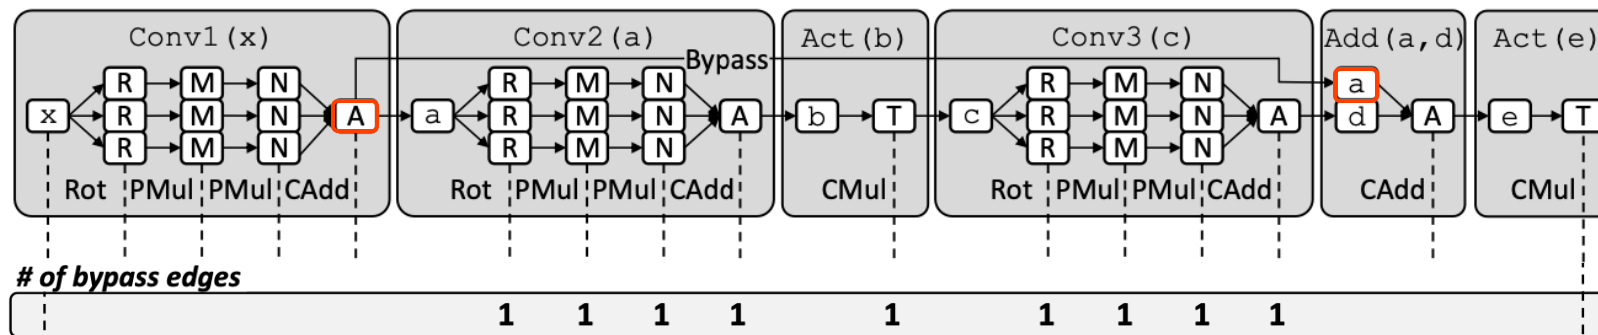 Conv1(x) Conv2(a) Act(b) Conv3(c) Add(a,d) Act(e)
Bypass
R M N R M N R M N a
x R M N A a R M N A b T c R M N A d A e T
R M N R M N R M N
Rot PMul PMul CAdd Rot PMul PMul CAdd CMul Rot PMul PMul CAdd CAdd CMul
# of bypass edges
1 1 1 1 1 1 1 1 1